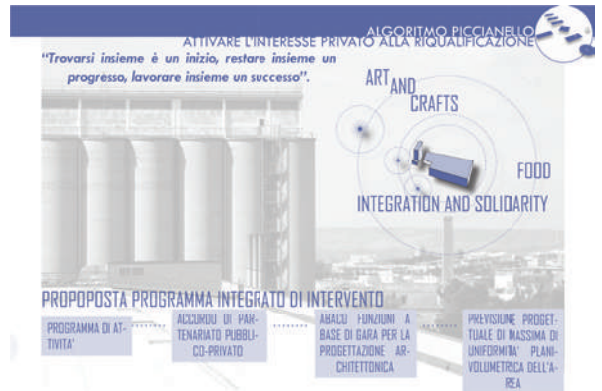 ALGORITMO PICCIANELLO
ATTIVARE L'INTERESSE PRIVATO ALLA RIQUALIFICAZIONE
“Trovarsi insieme è un inizio, restare insieme un
progresso, lavorare insieme un successo”.
ART
AND
CRAFTS
FOOD
INTEGRATION AND SOLIDARITY
PROPOPOSTA PROGRAMMA INTEGRATO DI INTERVENTO
PROGRAMMA DI AT-
TIVITA'
ACCORDO DI PAR-
TENARIATO PUBBLI-
CO-PRIVATO
ABACO FUNZIONI A
BASE DI GARA PER LA
PROGETTAZIONE AR-
CHITETTONICA
PREVISIONE PROGET-
TUALE DI MASSIMA DI
UNIFORMITA' PLANI-
VOLUMETRICA DELL'A-
REA